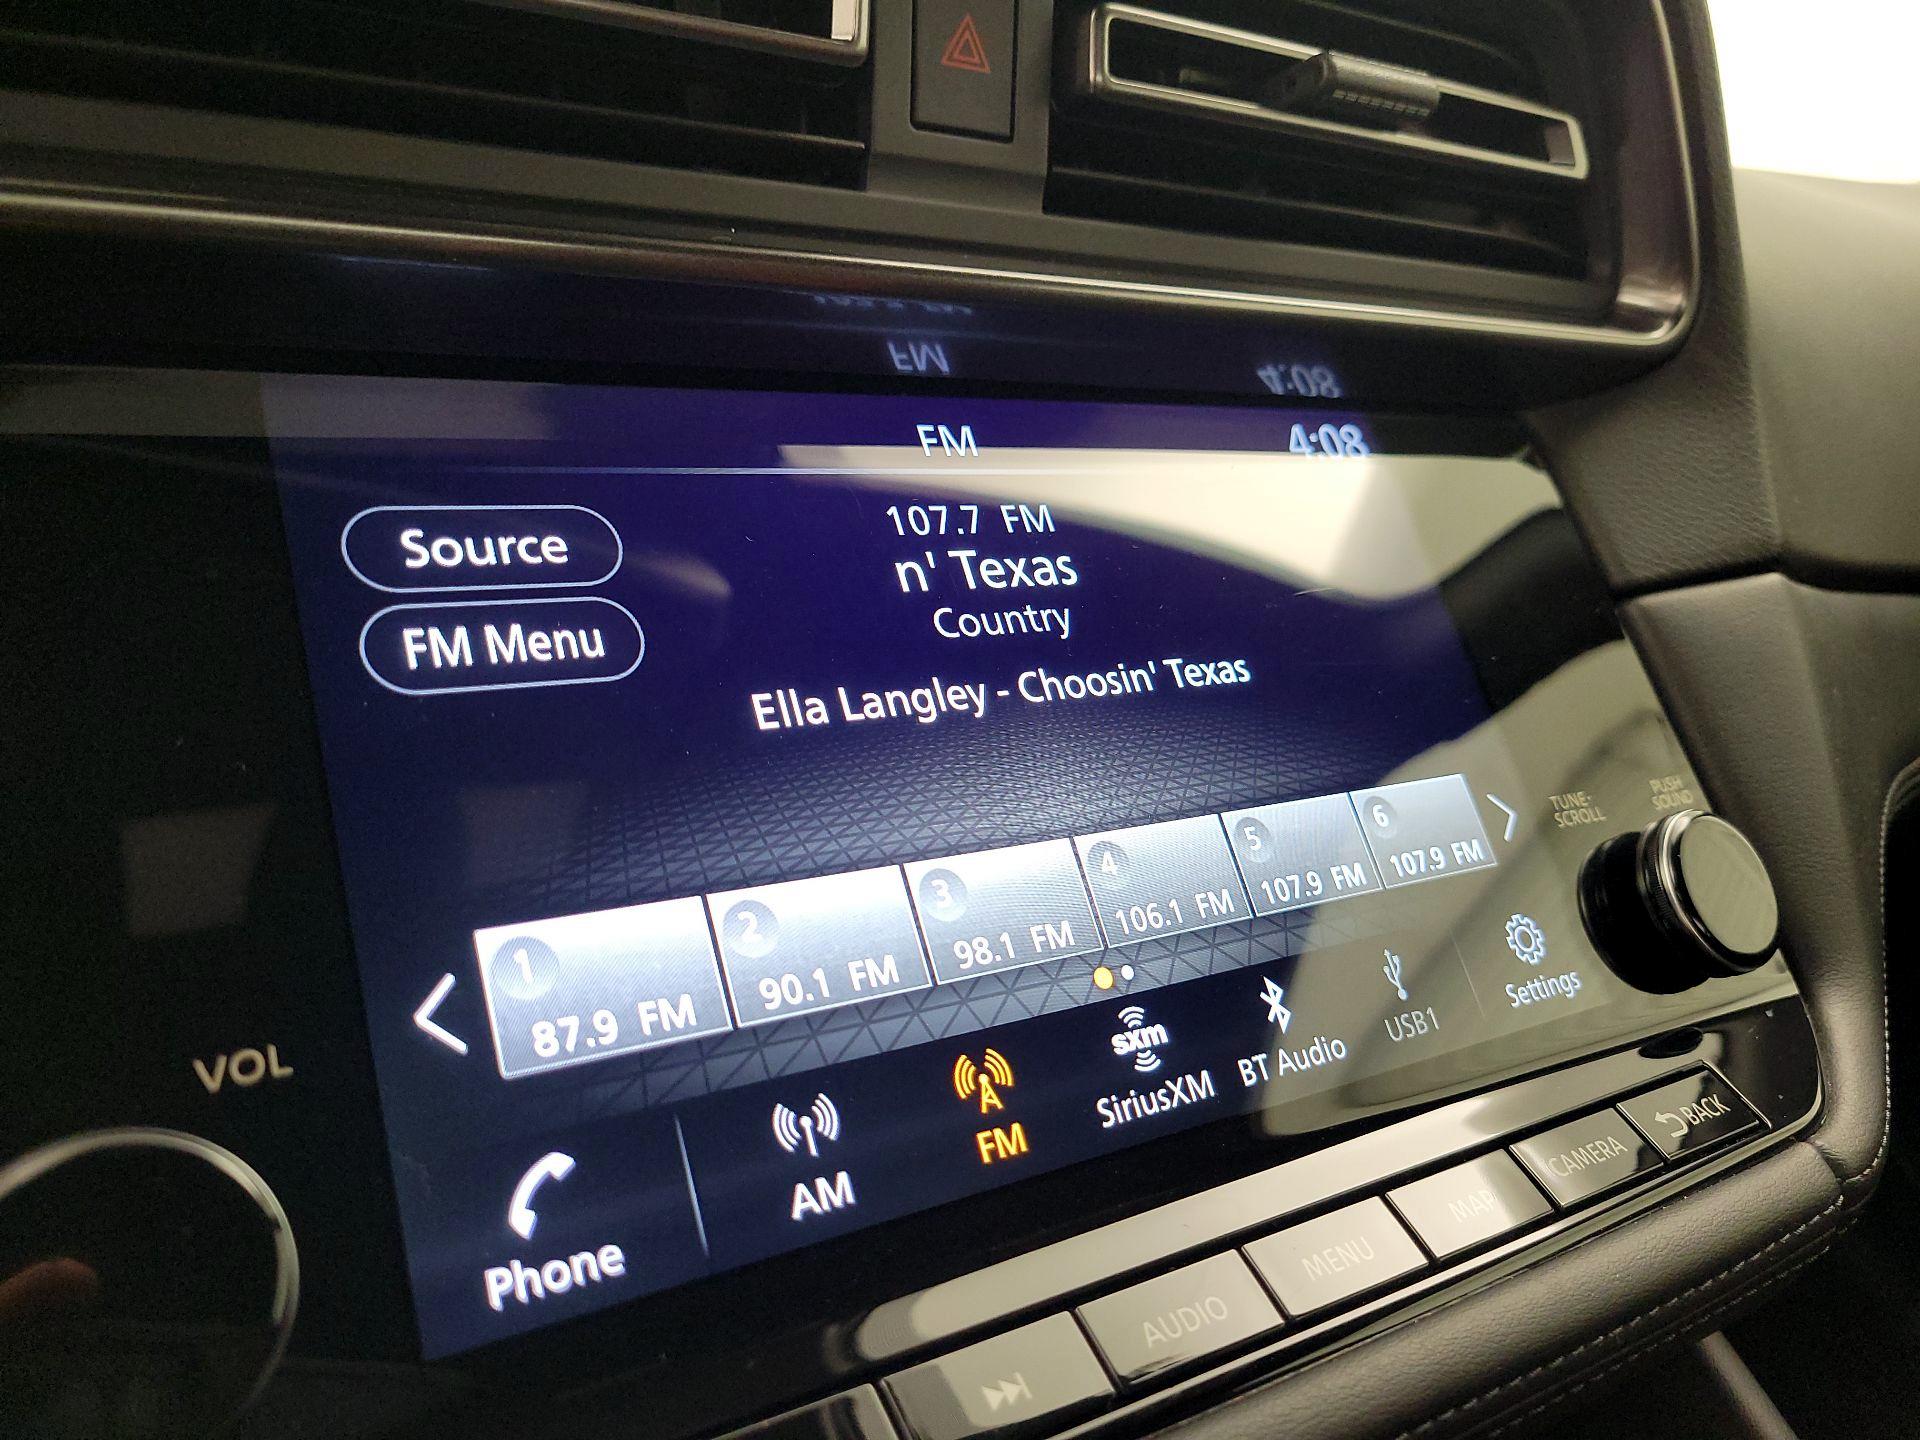 FM
4:08
Source
FM Menu
107.7 FM
n' Texas
Country
Ella Langley - Choosin' Texas
1
87.9 FM
2
90.1 FM
3
98.1 FM
4
106.1 FM
5
107.9 FM
6
107.9 FM
TUNE·
SCROLL
PUSH
SOUND
VOL
Phone
AM
FM
sxm
SiriusXM
BT Audio
USB1
Settings
AUDIO
MENU
MAP
CAMERA
BACK